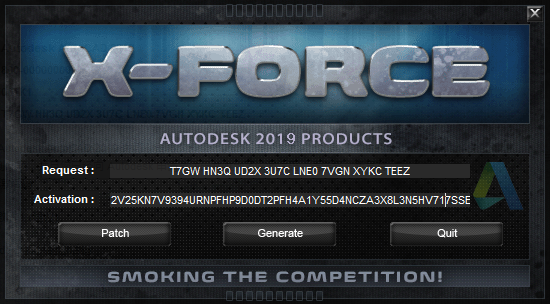 X-FORCE
AUTODESK 2019 PRODUCTS
Request :
T7GW HN3Q UD2X 3U7C LNE0 7VGN XYKC TEEZ
Activation :
2V25KN7V9394URNPFHP9D0DT2PFH4A1Y55D4NCZA3X8L3N5HV717SSE
Patch
Generate
Quit
SMOKING THE COMPETITION!